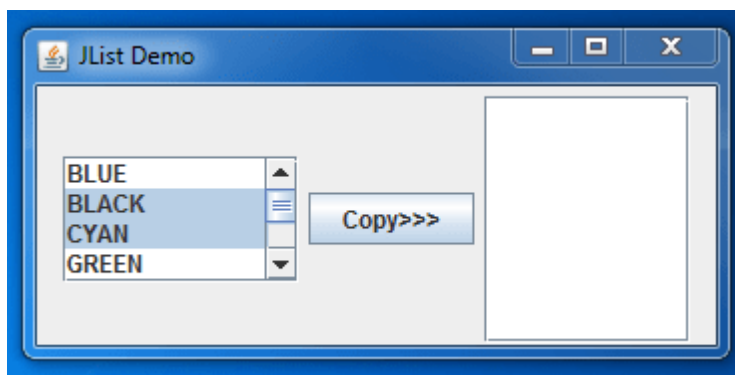 JList Demo
BLUE
BLACK
CYAN
GREEN
Copy>>>